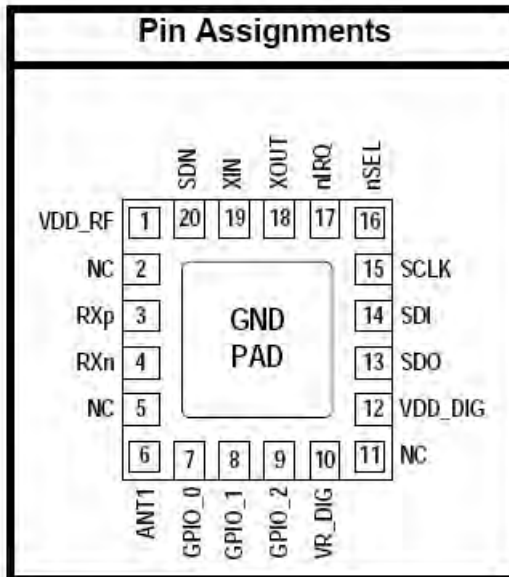 Pin Assignments
SDN XIN XOUT nIRQ nSEL
VDD_RF 1 20 19 18 17 16
NC 2 15 SCLK
RXp 3 GND 14 SDI
RXn 4 PAD 13 SDO
NC 5 12 VDD_DIG
6 7 8 9 10 11 NC
ANT1 GPIO_0 GPIO_1 GPIO_2 VR_DIG